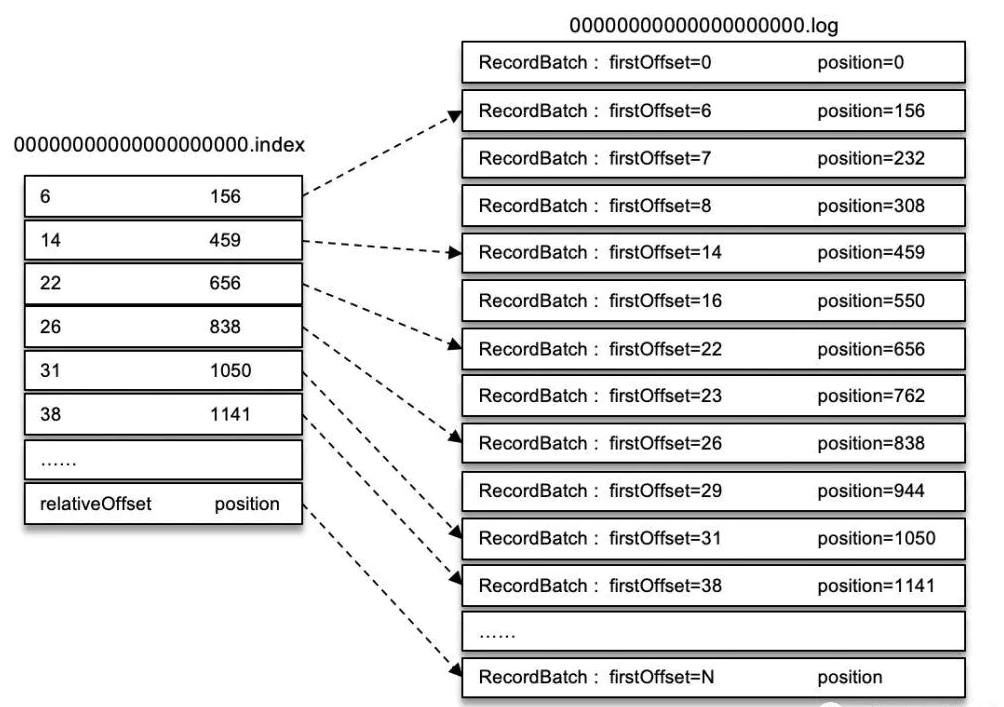 00000000000000000000.index
6 156
14 459
22 656
26 838
31 1050
38 1141
……
relativeOffset position
00000000000000000000.log
RecordBatch : firstOffset=0 position=0
RecordBatch : firstOffset=6 position=156
RecordBatch : firstOffset=7 position=232
RecordBatch : firstOffset=8 position=308
RecordBatch : firstOffset=14 position=459
RecordBatch : firstOffset=16 position=550
RecordBatch : firstOffset=22 position=656
RecordBatch : firstOffset=23 position=762
RecordBatch : firstOffset=26 position=838
RecordBatch : firstOffset=29 position=944
RecordBatch : firstOffset=31 position=1050
RecordBatch : firstOffset=38 position=1141
……
RecordBatch : firstOffset=N position